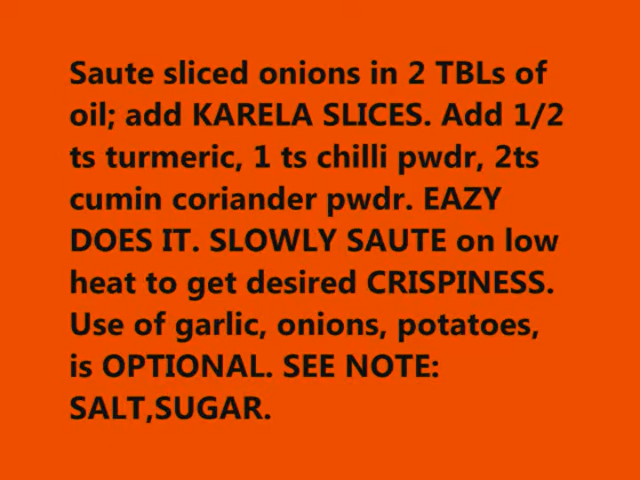 Saute sliced onions in 2 TBLs of
oil; add KARELA SLICES. Add 1/2
ts turmeric, 1 ts chilli pwdr, 2ts
cumin coriander pwdr. EAZY
DOES IT. SLOWLY SAUTE on low
heat to get desired CRISPINESS.
Use of garlic, onions, potatoes,
is OPTIONAL. SEE NOTE:
SALT,SUGAR.